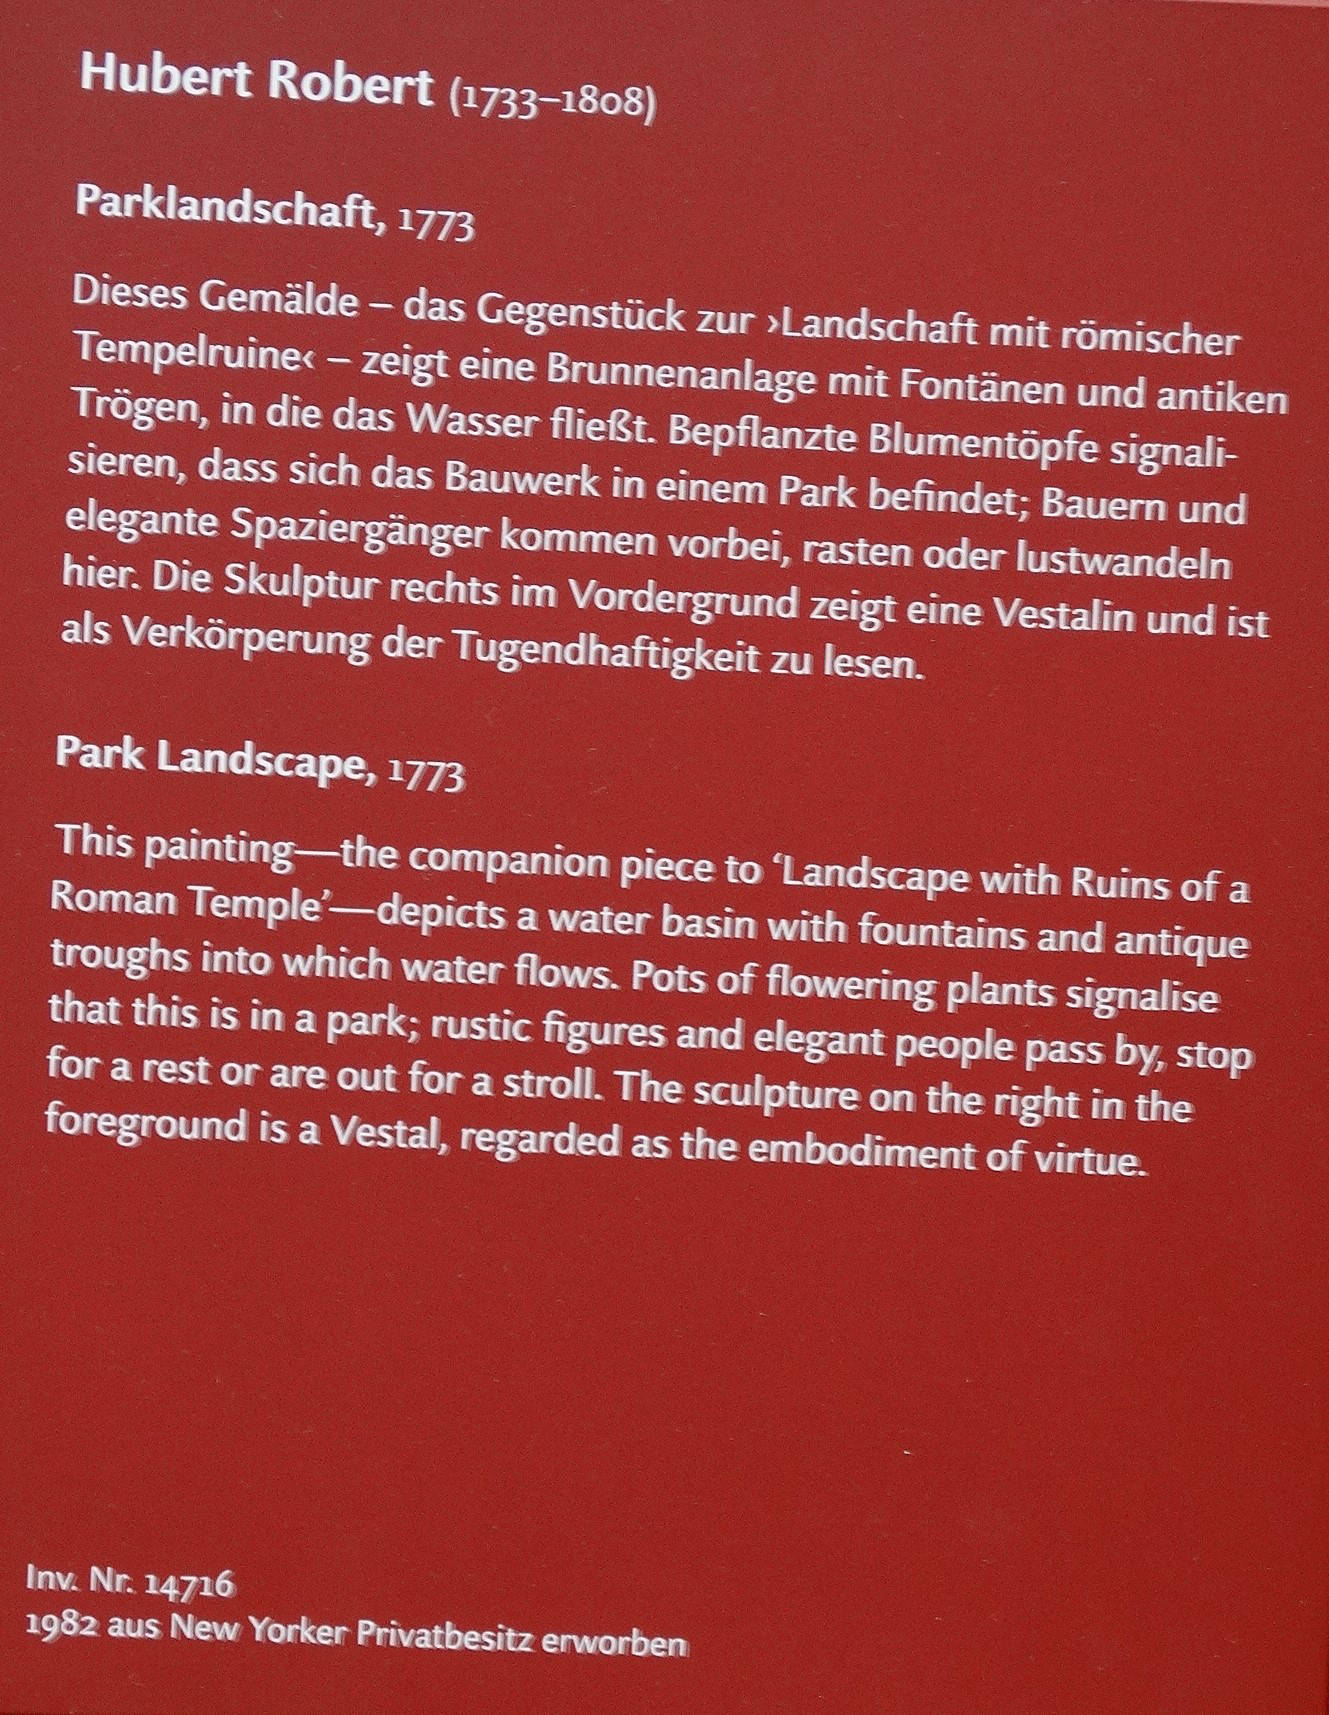 Hubert Robert (1733–1808)
Parklandschaft, 1773
Dieses Gemälde – das Gegenstück zur ›Landschaft mit römischer
Tempelruine‹ – zeigt eine Brunnenanlage mit Fontänen und antiken
Trögen, in die das Wasser fließt. Bepflanzte Blumentöpfe signali-
sieren, dass sich das Bauwerk in einem Park befindet; Bauern und
elegante Spaziergänger kommen vorbei, rasten oder lustwandeln
hier. Die Skulptur rechts im Vordergrund zeigt eine Vestalin und ist
als Verkörperung der Tugendhaftigkeit zu lesen.
Park Landscape, 1773
This painting—the companion piece to ‘Landscape with Ruins of a
Roman Temple’—depicts a water basin with fountains and antique
troughs into which water flows. Pots of flowering plants signalise
that this is in a park; rustic figures and elegant people pass by, stop
for a rest or are out for a stroll. The sculpture on the right in the
foreground is a Vestal, regarded as the embodiment of virtue.
Inv. Nr. 14716
1982 aus New Yorker Privatbesitz erworben